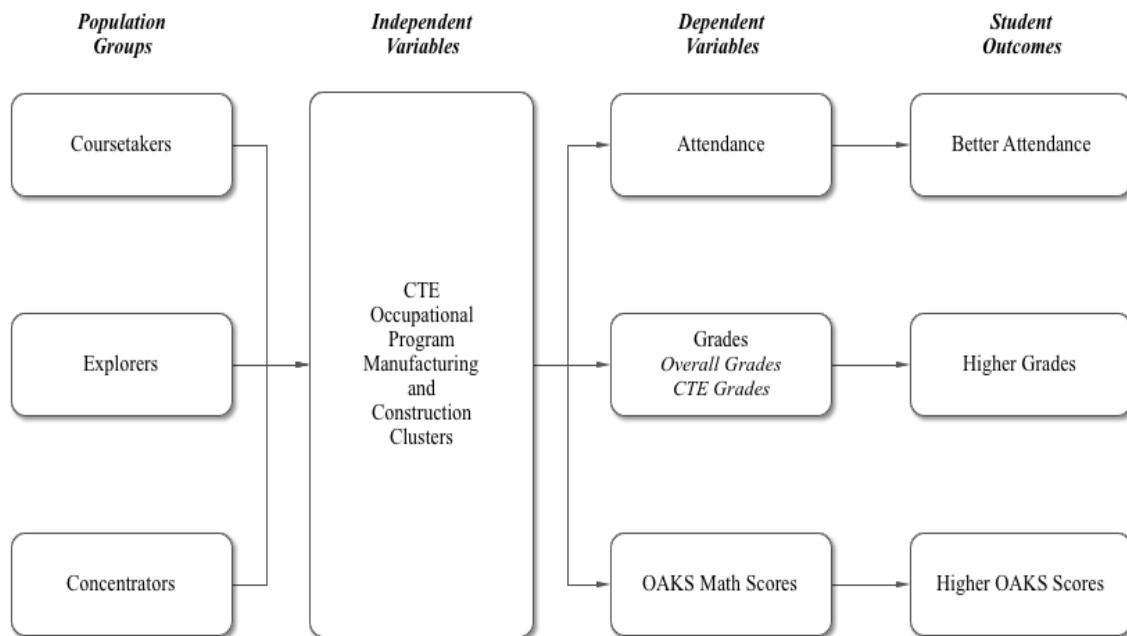 Population
Groups
Independent
Variables
Dependent
Variables
Student
Outcomes
Coursetakers
Explorers
Concentrators
CTE
Occupational
Program
Manufacturing
and
Construction
Clusters
Attendance
Grades
Overall Grades
CTE Grades
OAKS Math Scores
Better Attendance
Higher Grades
Higher OAKS Scores